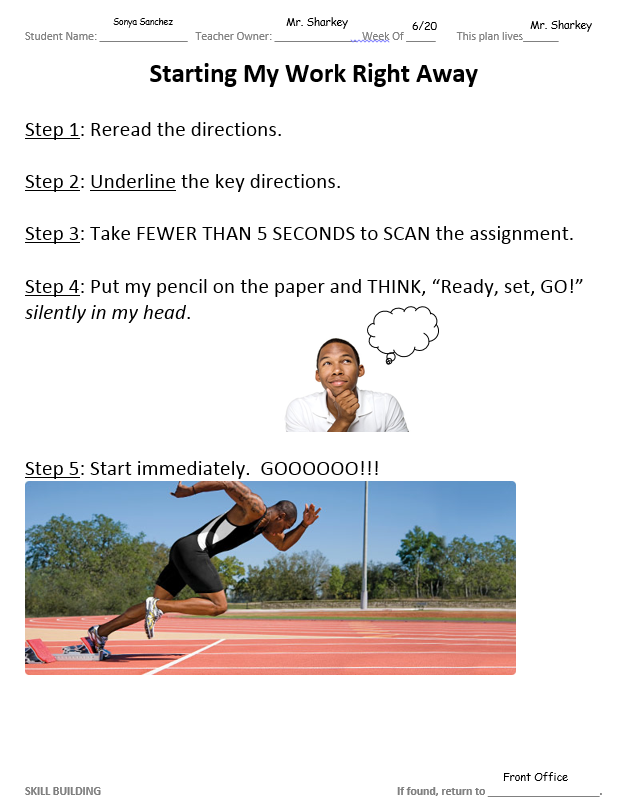 Student Name: Sonya Sanchez Teacher Owner: Mr. Sharkey Week Of 6/20 This plan lives Mr. Sharkey
Starting My Work Right Away
Step 1: Reread the directions.
Step 2: Underline the key directions.
Step 3: Take FEWER THAN 5 SECONDS to SCAN the assignment.
Step 4: Put my pencil on the paper and THINK, “Ready, set, GO!”
silently in my head.
Step 5: Start immediately.  GOOOOOO!!!
SKILL BUILDING If found, return to Front Office.